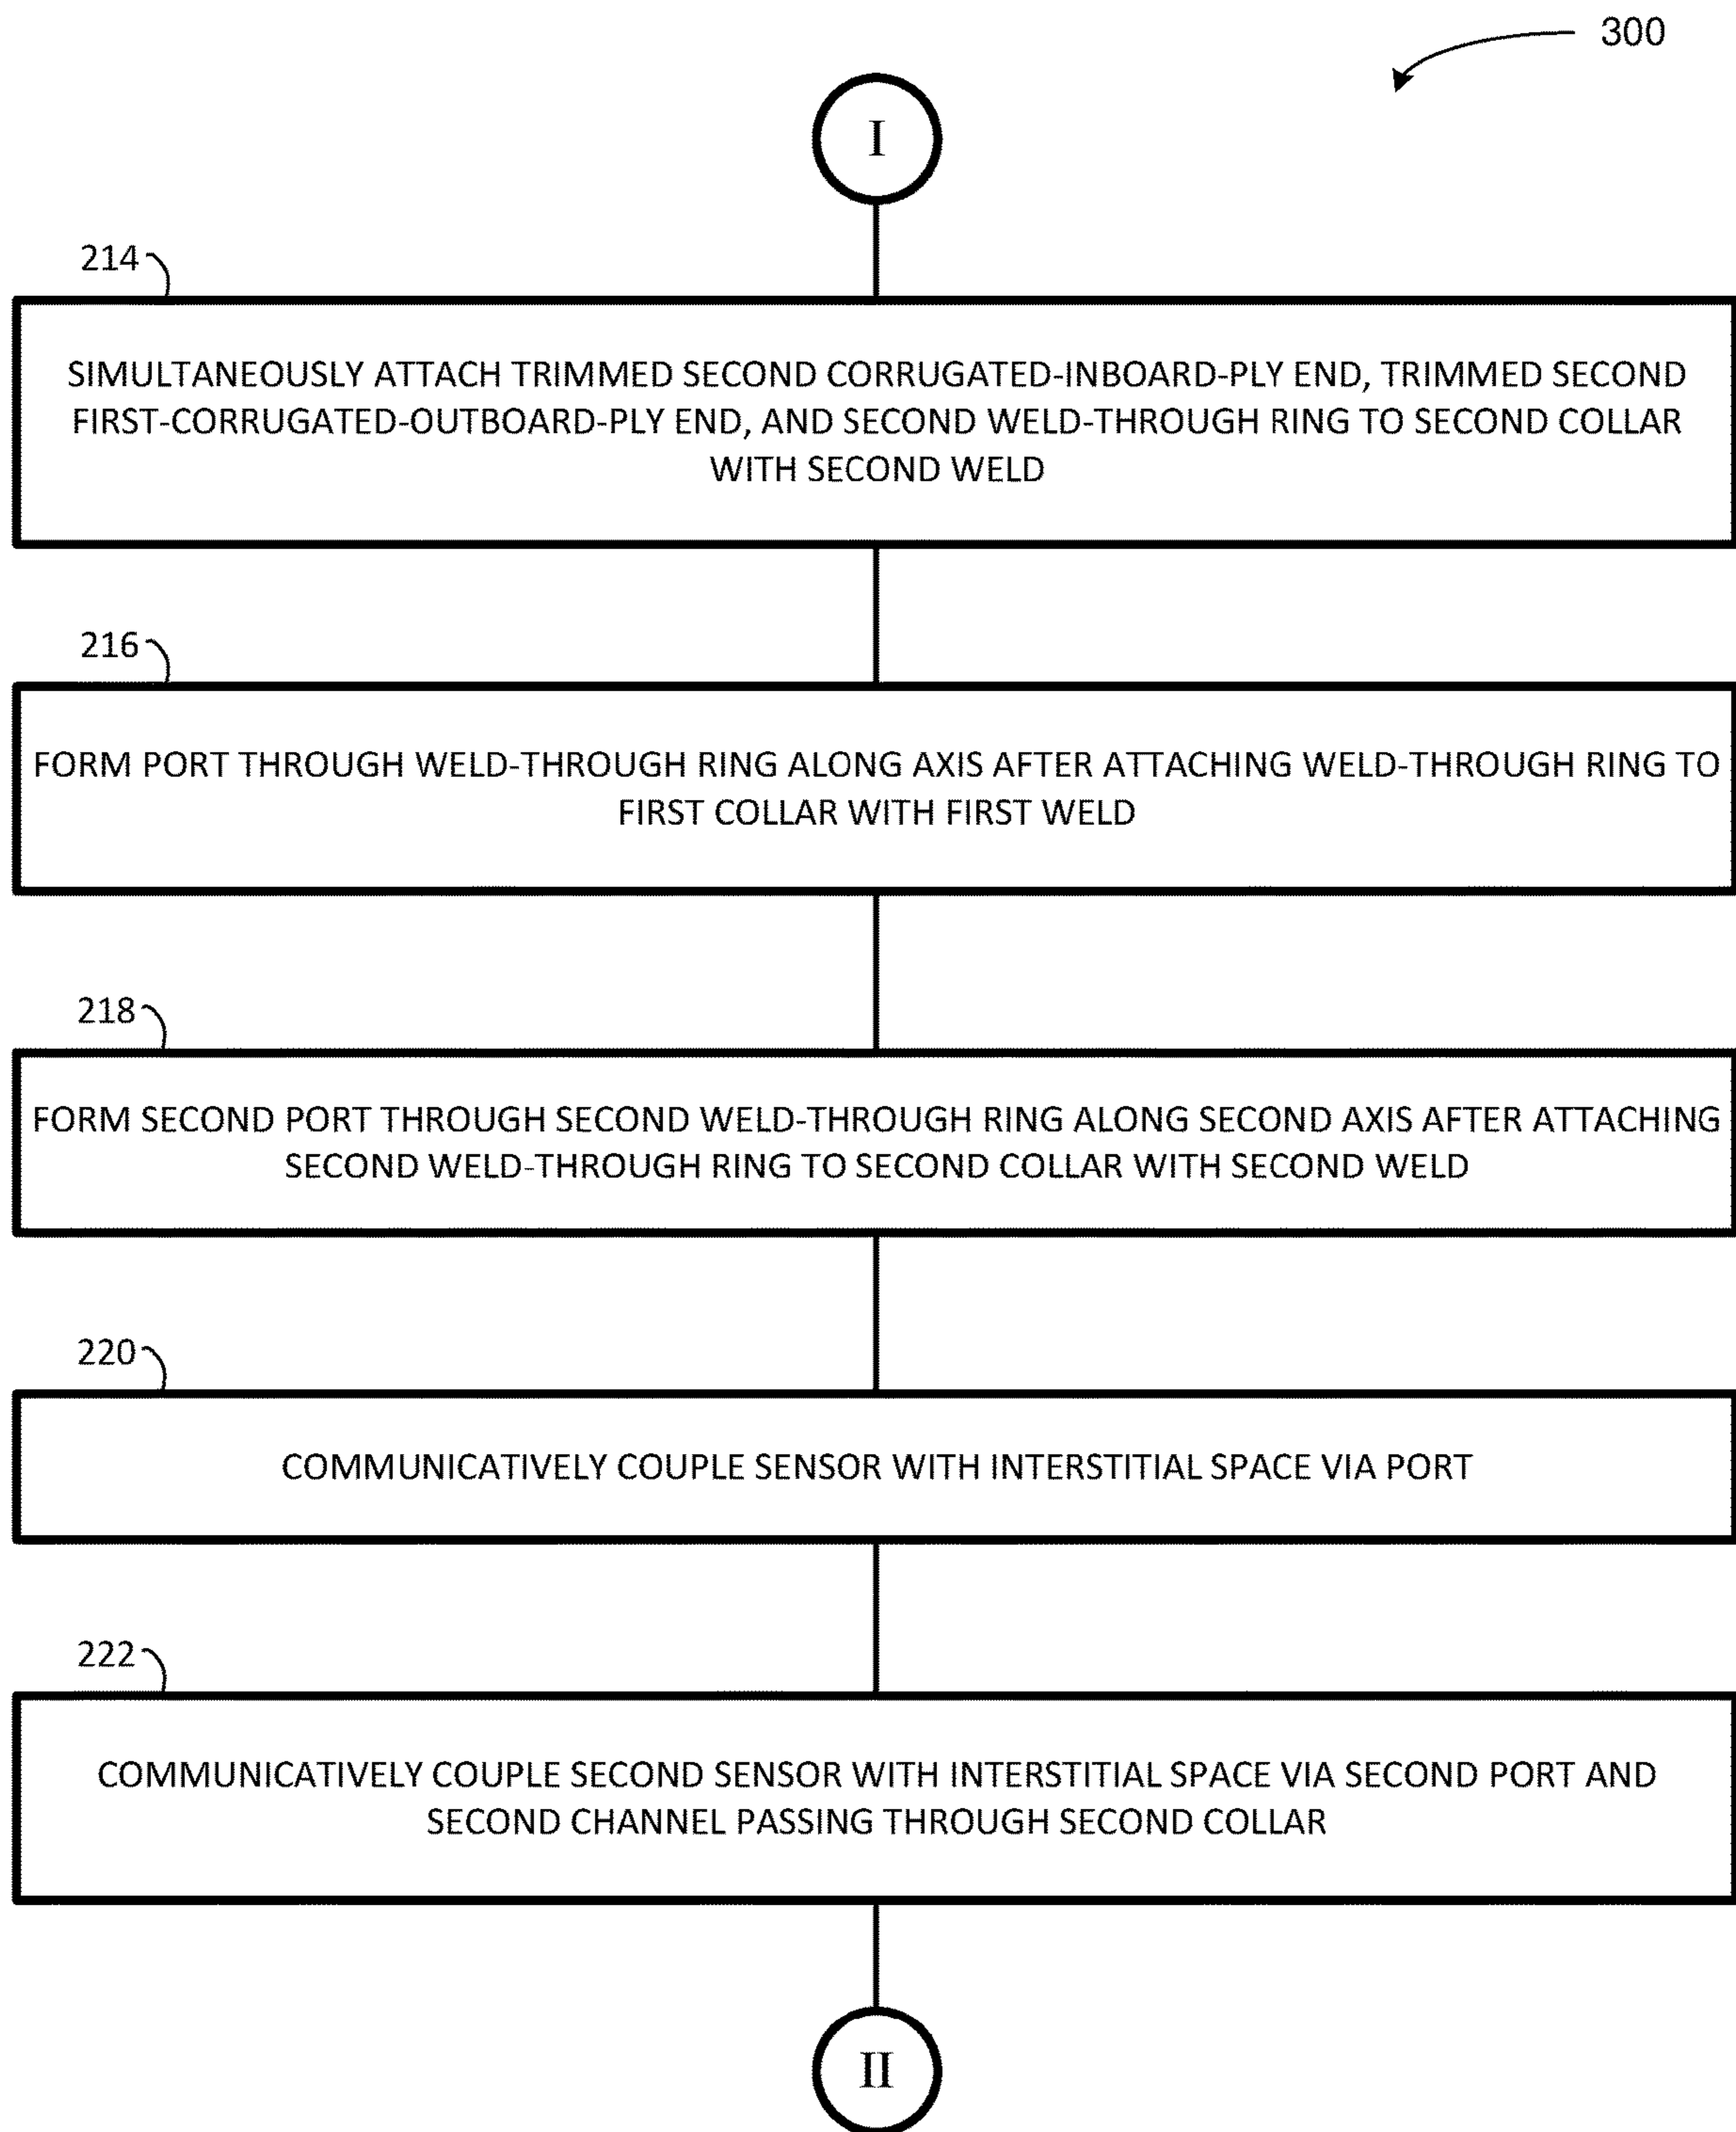 300
I
214
SIMULTANEOUSLY ATTACH TRIMMED SECOND CORRUGATED-INBOARD-PLY END, TRIMMED SECOND
FIRST-CORRUGATED-OUTBOARD-PLY END, AND SECOND WELD-THROUGH RING TO SECOND COLLAR
WITH SECOND WELD
216
FORM PORT THROUGH WELD-THROUGH RING ALONG AXIS AFTER ATTACHING WELD-THROUGH RING TO
FIRST COLLAR WITH FIRST WELD
218
FORM SECOND PORT THROUGH SECOND WELD-THROUGH RING ALONG SECOND AXIS AFTER ATTACHING
SECOND WELD-THROUGH RING TO SECOND COLLAR WITH SECOND WELD
220
COMMUNICATIVELY COUPLE SENSOR WITH INTERSTITIAL SPACE VIA PORT
222
COMMUNICATIVELY COUPLE SECOND SENSOR WITH INTERSTITIAL SPACE VIA SECOND PORT AND
SECOND CHANNEL PASSING THROUGH SECOND COLLAR
II